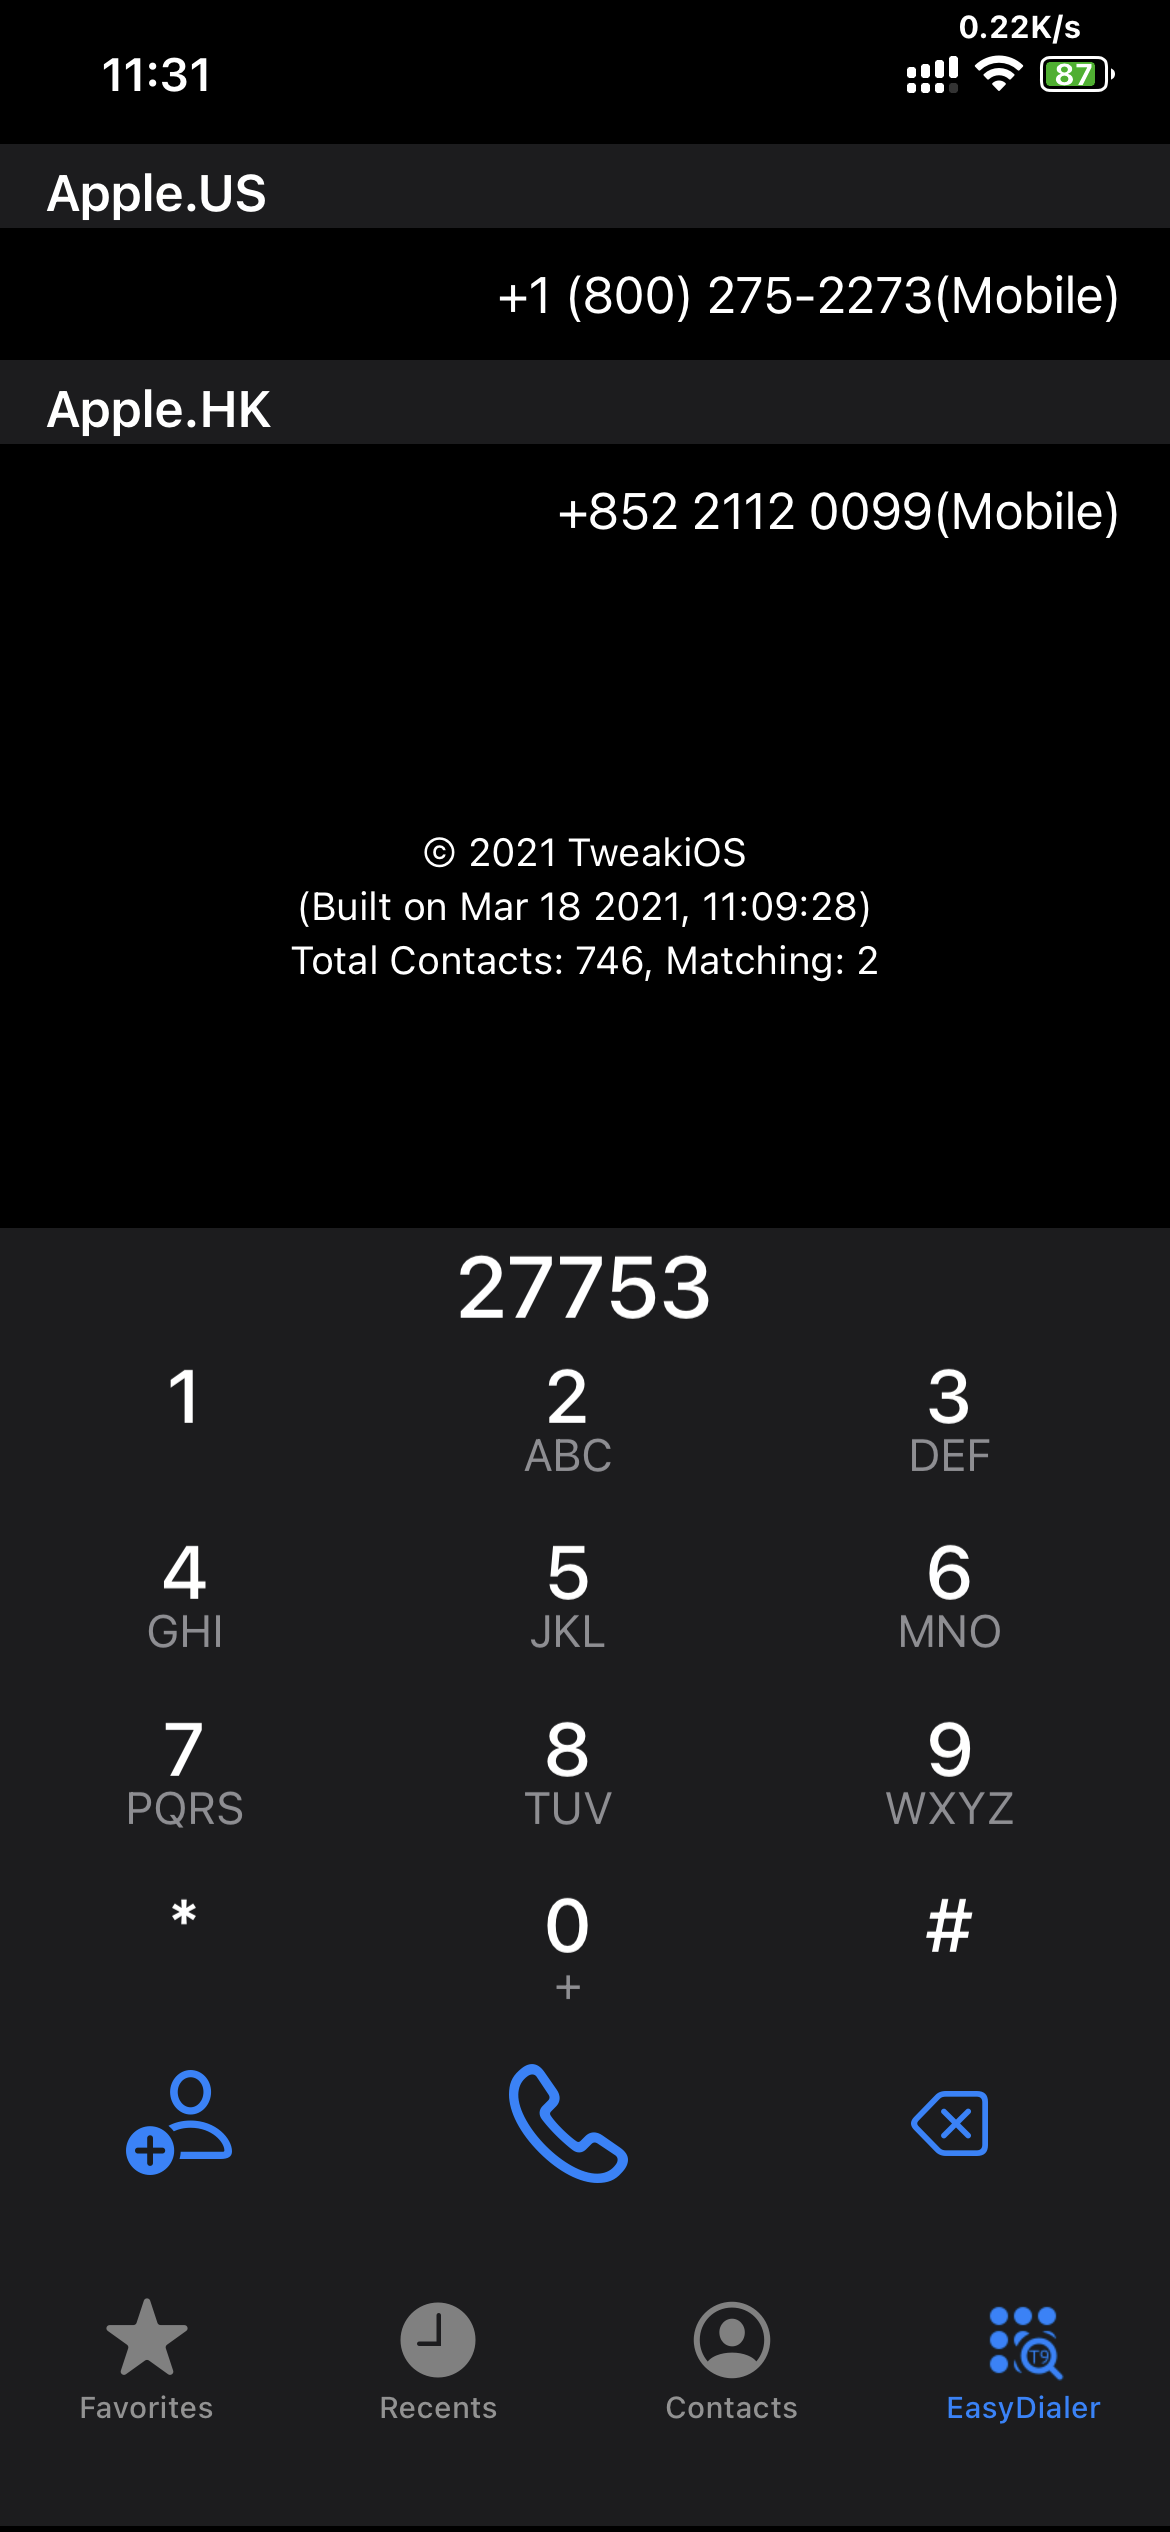 0.22K/s
11:31
87
Apple.US
+1 (800) 275-2273(Mobile)
Apple.HK
+852 2112 0099(Mobile)
© 2021 TweakiOS
(Built on Mar 18 2021, 11:09:28)
Total Contacts: 746, Matching: 2
27753
1 2 3
ABC DEF
4 5 6
GHI JKL MNO
7 8 9
PQRS TUV WXYZ
* 0 #
+
T9
Favorites Recents Contacts EasyDialer